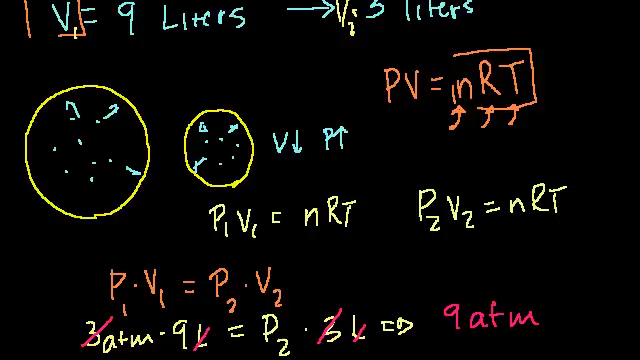 V₁ = 9 Liters → V₂ 3 liters
PV = nRT
V↓ P↑
P₁V₁ = nRT P₂V₂ = nRT
P₁·V₁ = P₂·V₂
3atm·9L = P₂·3L ⇒ 9atm